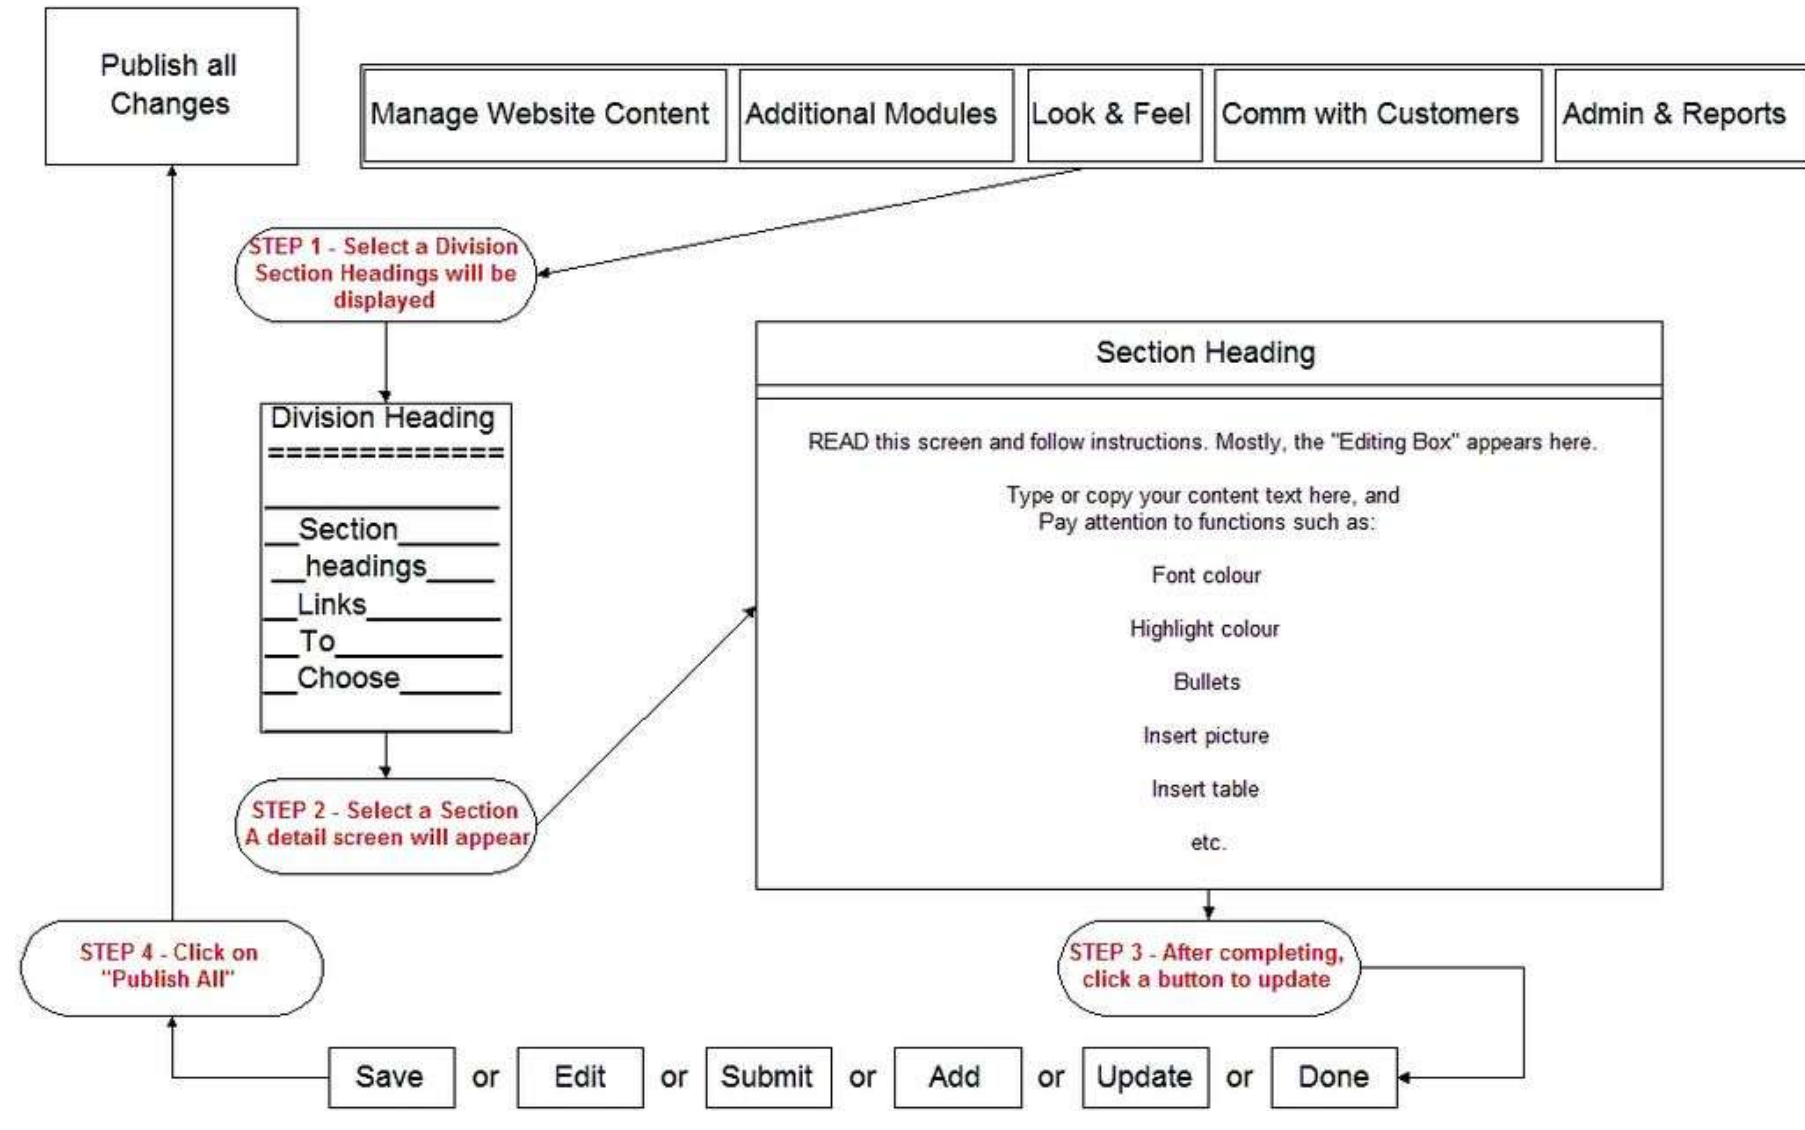 Publish all
Changes
Manage Website Content
Additional Modules
Look & Feel
Comm with Customers
Admin & Reports
STEP 1 - Select a Division
Section Headings will be
displayed
Division Heading
=============
__Section______
__headings____
__Links________
__To__________
__Choose______
STEP 2 - Select a Section
A detail screen will appear
Section Heading
READ this screen and follow instructions. Mostly, the "Editing Box" appears here.
Type or copy your content text here, and
Pay attention to functions such as:
Font colour
Highlight colour
Bullets
Insert picture
Insert table
etc.
STEP 3 - After completing,
click a button to update
STEP 4 - Click on
"Publish All"
Save or Edit or Submit or Add or Update or Done